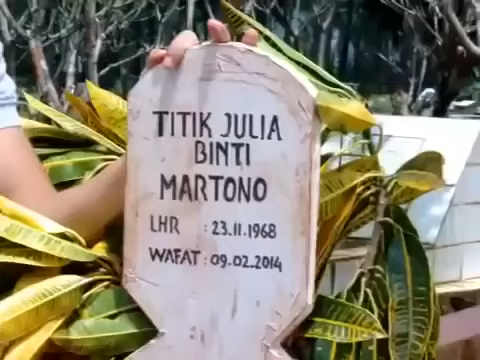 TITIK JULIA
BINTI
MARTONO
LHR : 23.11.1968
WAFAT : 09.02.2014